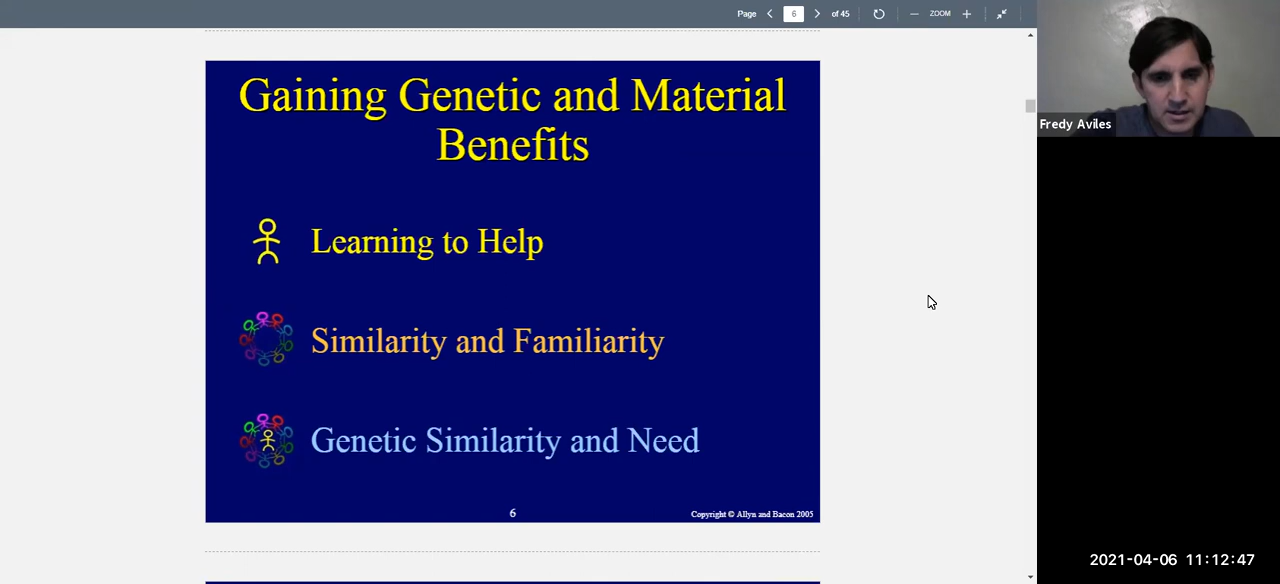 Page 6 of 45 ZOOM
Gaining Genetic and Material
Benefits
Learning to Help
Similarity and Familiarity
Genetic Similarity and Need
6
Copyright © Allyn and Bacon 2005
Fredy Aviles
2021-04-06 11:12:47